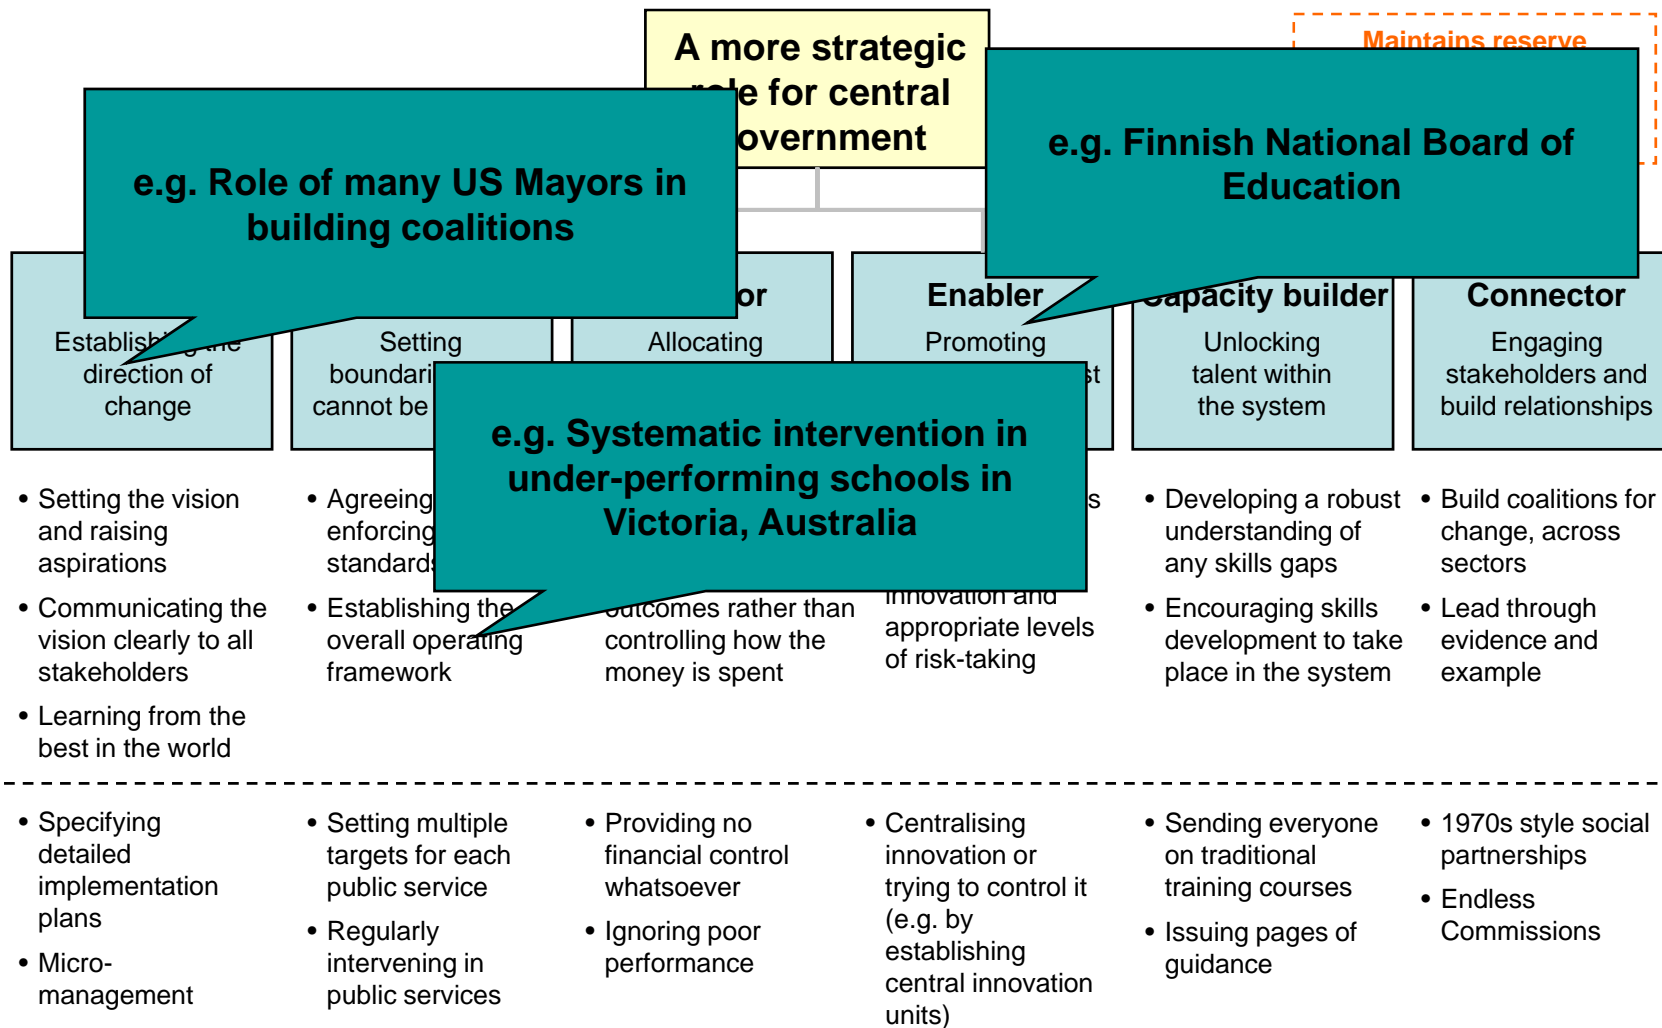 A more strategic
role for central
government
Maintains reserve
e.g. Role of many US Mayors in
building coalitions
e.g. Finnish National Board of
Education
Establishing the
direction of
change
Setting
cannot be
Allocating
Enabler
Promoting
Capacity builder
Unlocking
talent within
the system
Connector
Engaging
stakeholders and
build relationships
e.g. Systematic intervention in
under-performing schools in
Victoria, Australia
• Setting the vision
and raising
aspirations
• Communicating the
vision clearly to all
stakeholders
• Learning from the
best in the world
• Agreeing
enforcing
standards
• Establishing the
overall operating
framework
outcomes rather than
controlling how the
money is spent
innovation and
appropriate levels
of risk-taking
• Developing a robust
understanding of
any skills gaps
• Encouraging skills
development to take
place in the system
• Build coalitions for
change, across
sectors
• Lead through
evidence and
example
• Specifying
detailed
implementation
plans
• Micro-
management
• Setting multiple
targets for each
public service
• Regularly
intervening in
public services
• Providing no
financial control
whatsoever
• Ignoring poor
performance
• Centralising
innovation or
trying to control it
(e.g. by
establishing
central innovation
units)
• Sending everyone
on traditional
training courses
• Issuing pages of
guidance
• 1970s style social
partnerships
• Endless
Commissions